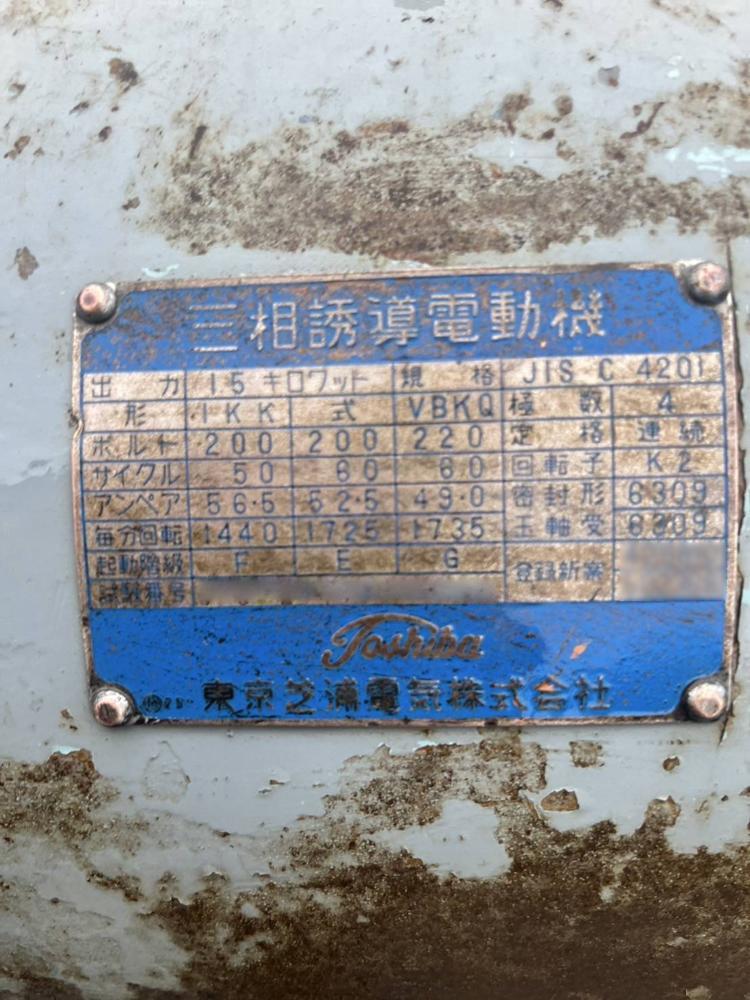 三相誘導電動機
出力 15キロワット 規格 JIS C 4201
形 IKK 式 VBKQ 極数 4
ボルト 200 200 220 定格 連続
サイクル 50 60 60 回転子 K2
アンペア 56.5 52.5 49.0 密封形 6309
毎分回転 1440 1725 1735 玉軸受 6309
起動階級 F E G 登録新案
試験番号
Toshiba
東京芝浦電気株式会社